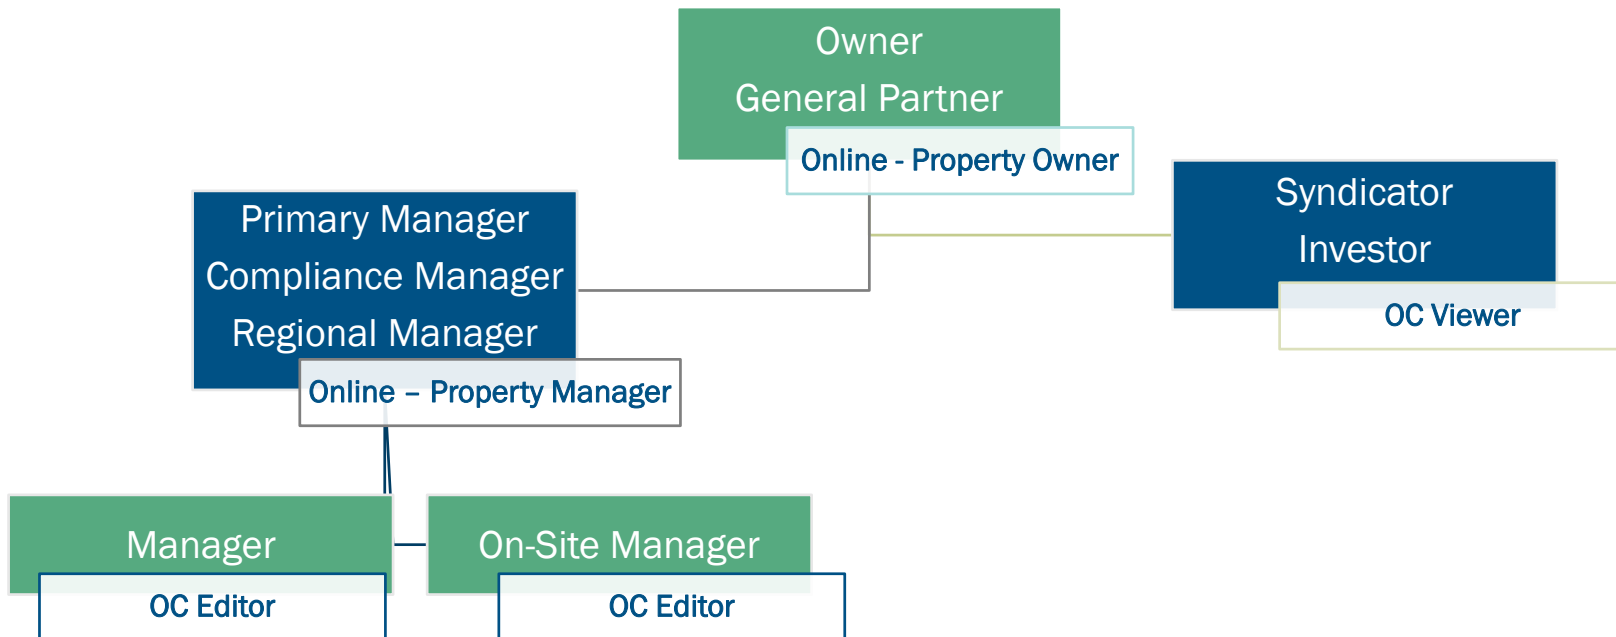 Owner
General Partner
Online - Property Owner
Syndicator
Investor
OC Viewer
Primary Manager
Compliance Manager
Regional Manager
Online – Property Manager
Manager
OC Editor
On-Site Manager
OC Editor